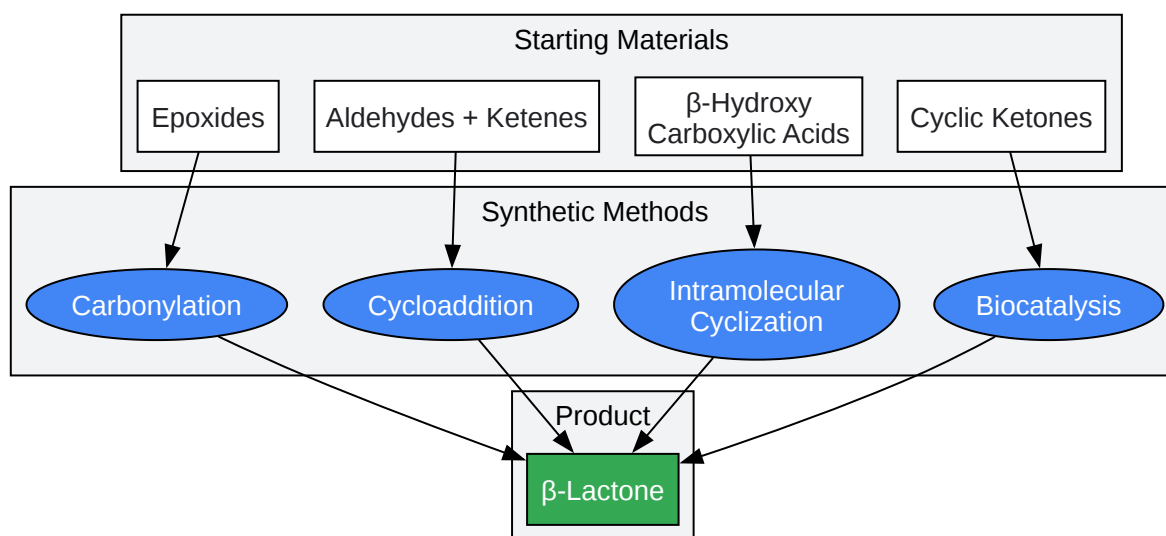 Starting Materials
Epoxides
Aldehydes + Ketenes
β-Hydroxy
Carboxylic Acids
Cyclic Ketones
Synthetic Methods
Carbonylation
Cycloaddition
Intramolecular
Cyclization
Biocatalysis
Product
β-Lactone